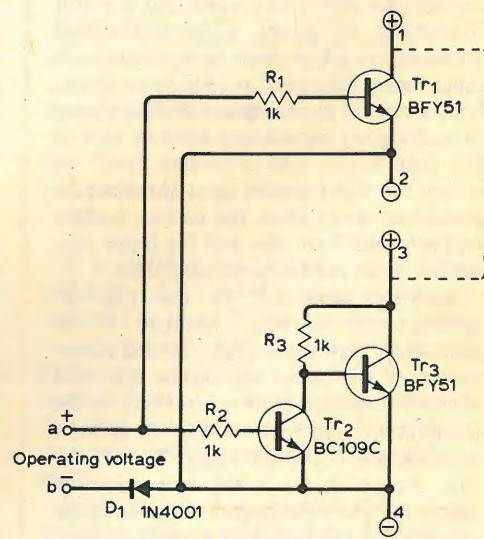 +
1
R1
1k
Tr1
BFY51
2
−
+
3
R3
1k
Tr3
BFY51
R2
1k
Tr2
BC109C
+
a
Operating voltage
b −
D1 1N4001
4
−